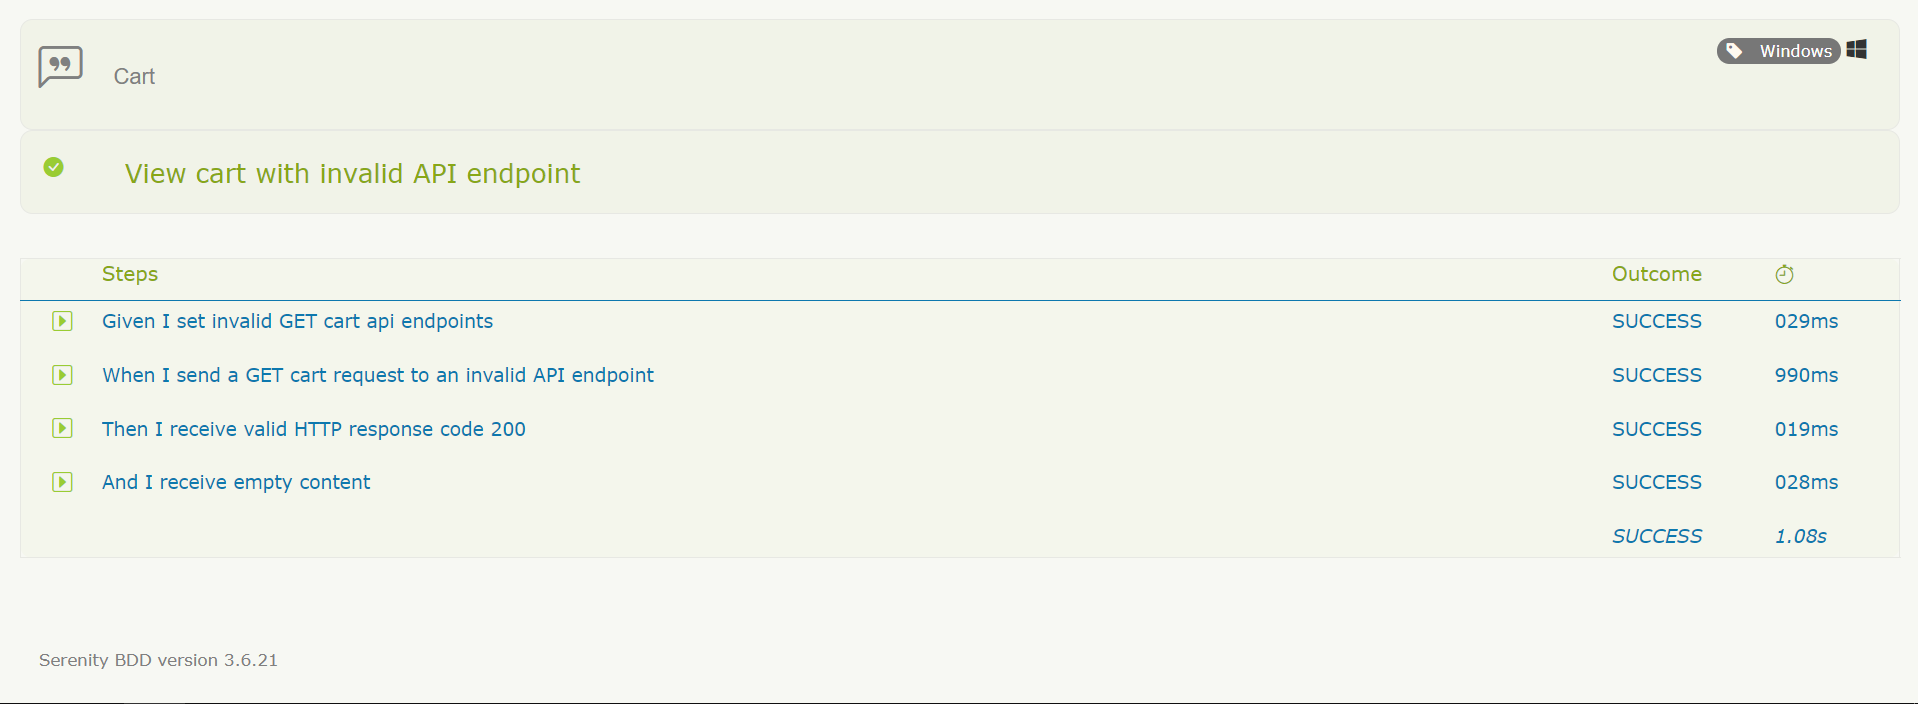 Cart
Windows
View cart with invalid API endpoint
Steps Outcome
Given I set invalid GET cart api endpoints SUCCESS 029ms
When I send a GET cart request to an invalid API endpoint SUCCESS 990ms
Then I receive valid HTTP response code 200 SUCCESS 019ms
And I receive empty content SUCCESS 028ms
SUCCESS 1.08s
Serenity BDD version 3.6.21